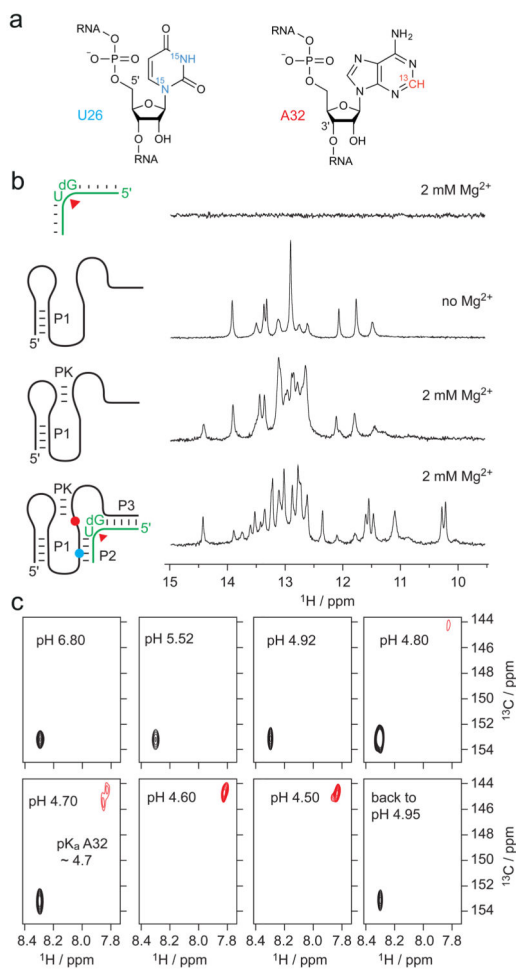 a
RNA
O
O
⁻O P O
O
5'
O
¹⁵NH
¹⁵N
O
O
U26
O
OH
RNA
RNA
O
O
⁻O P O
O
NH₂
N
N
N
N
¹³CH
O
A32
3'
O
OH
RNA
b
dG
U
5'
2 mM Mg²⁺
P1
5'
no Mg²⁺
PK
P1
5'
2 mM Mg²⁺
PK
P3
dG
U
5'
P1
P2
5'
2 mM Mg²⁺
15 14 13 12 11 10
¹H / ppm
c
pH 6.80
pH 5.52
pH 4.92
pH 4.80
144
146
150
152
154
¹³C / ppm
pH 4.70
pKₐ A32
~ 4.7
pH 4.60
pH 4.50
back to
pH 4.95
144
146
150
152
154
¹³C / ppm
8.4 8.2 8.0 7.8
8.4 8.2 8.0 7.8
8.4 8.2 8.0 7.8
8.4 8.2 8.0 7.8
¹H / ppm
¹H / ppm
¹H / ppm
¹H / ppm